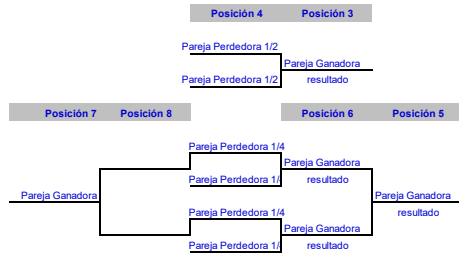 Posición 4 Posición 3
Pareja Perdedora 1/2
Pareja Ganadora
Pareja Perdedora 1/2 resultado
Posición 7 Posición 8 Posición 6 Posición 5
Pareja Perdedora 1/4
Pareja Ganadora
Pareja Perdedora 1/ resultado
Pareja Ganadora Pareja Ganadora
resultado
Pareja Perdedora 1/4
Pareja Ganadora
Pareja Perdedora 1/ resultado